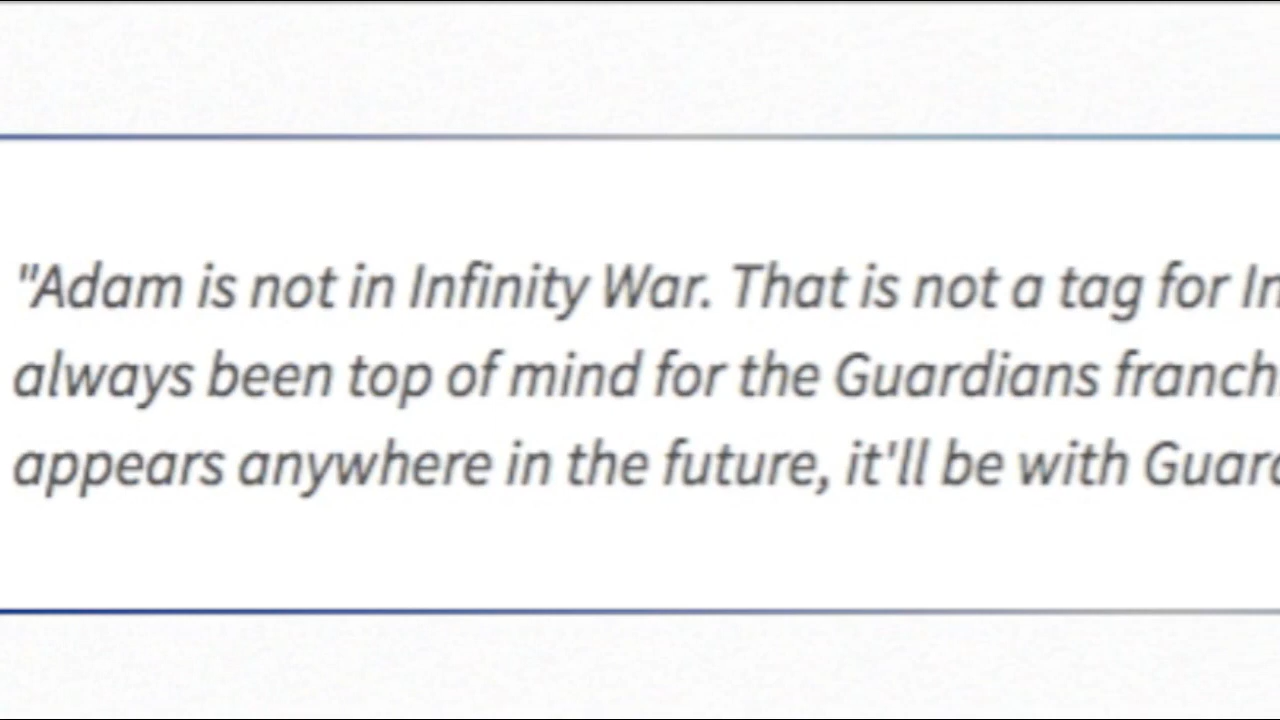 "Adam is not in Infinity War. That is not a tag for
always been top of mind for the Guardians
appears anywhere in the future, it'll be with